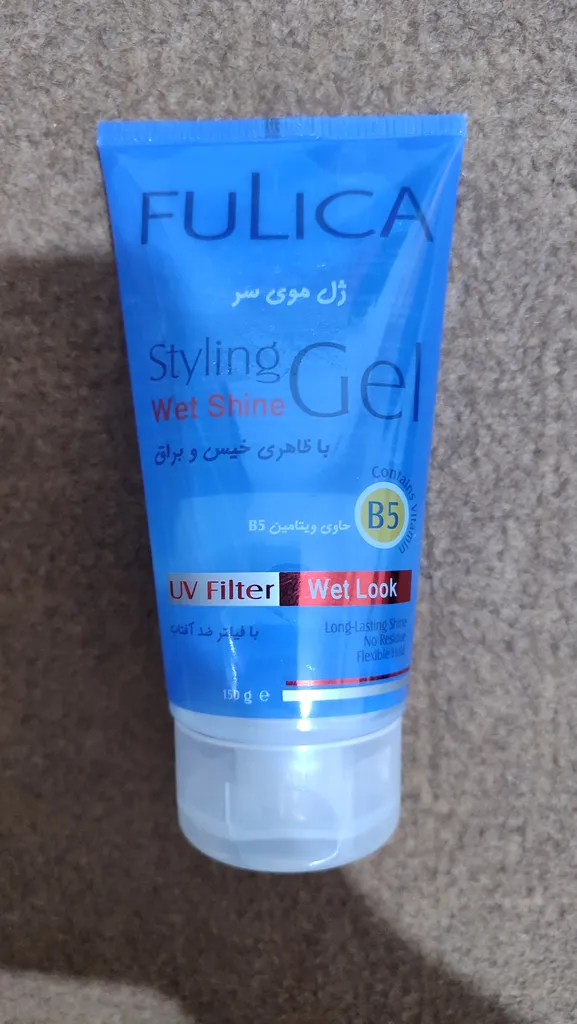 FULICA
ژل موی سر
Styling Gel
Wet Shine
با ظاهری خیس و براق
Contains Vitamin
B5
حاوی ویتامین B5
UV Filter Wet Look
با فیلتر ضد آفتاب
Long-Lasting Shine
No Residue
Flexible Hold
150 g e